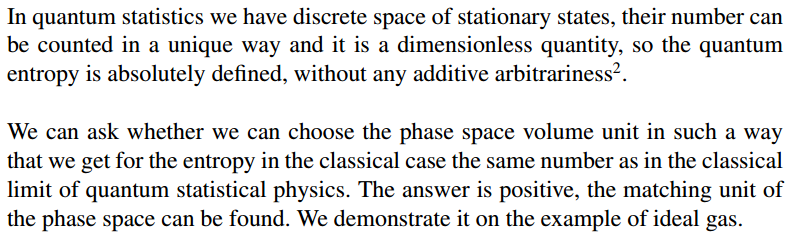 In quantum statistics we have discrete space of stationary states, their number can
be counted in a unique way and it is a dimensionless quantity, so the quantum
entropy is absolutely defined, without any additive arbitrariness².
We can ask whether we can choose the phase space volume unit in such a way
that we get for the entropy in the classical case the same number as in the classical
limit of quantum statistical physics. The answer is positive, the matching unit of
the phase space can be found. We demonstrate it on the example of ideal gas.